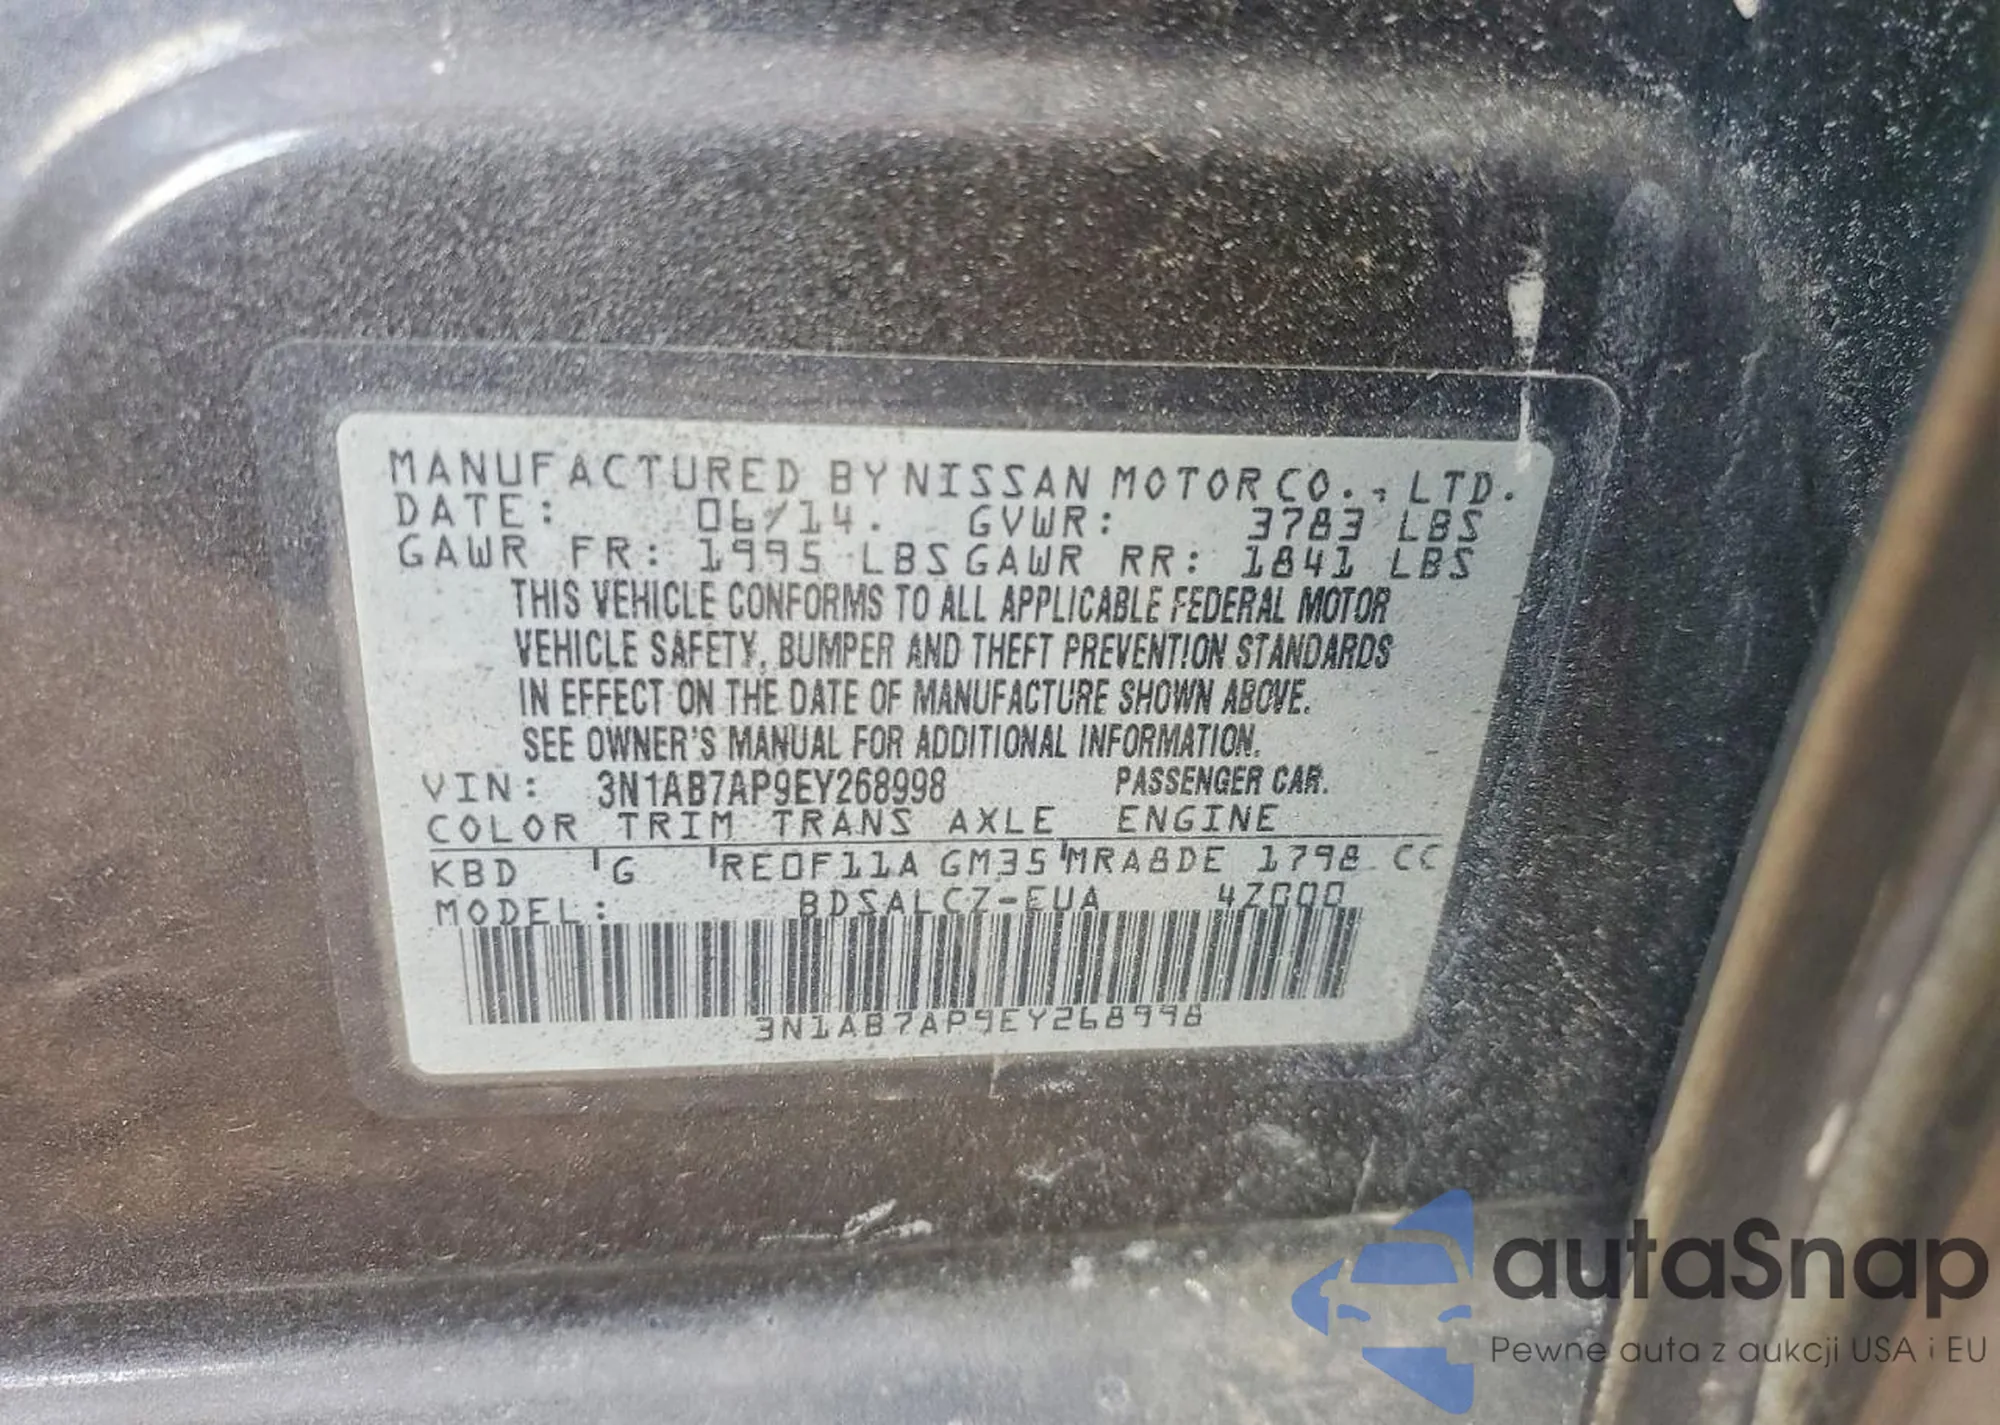 MANUFACTURED BY NISSAN MOTOR CO., LTD.
DATE: 06/14. GVWR: 3783 LBS
GAWR FR: 1995 LBS GAWR RR: 1841 LBS
THIS VEHICLE CONFORMS TO ALL APPLICABLE FEDERAL MOTOR
VEHICLE SAFETY, BUMPER AND THEFT PREVENTION STANDARDS
IN EFFECT ON THE DATE OF MANUFACTURE SHOWN ABOVE.
SEE OWNER'S MANUAL FOR ADDITIONAL INFORMATION.
VIN: 3N1AB7AP9EY268998 PASSENGER CAR.
COLOR TRIM TRANS AXLE ENGINE
KBD G RE0F11A GM35 MRA8DE 1798 CC
MODEL: BDSALCZ-EUA 4Z000
3N1AB7AP9EY268998
autaSnap
Pewne auta z aukcji USA i EU